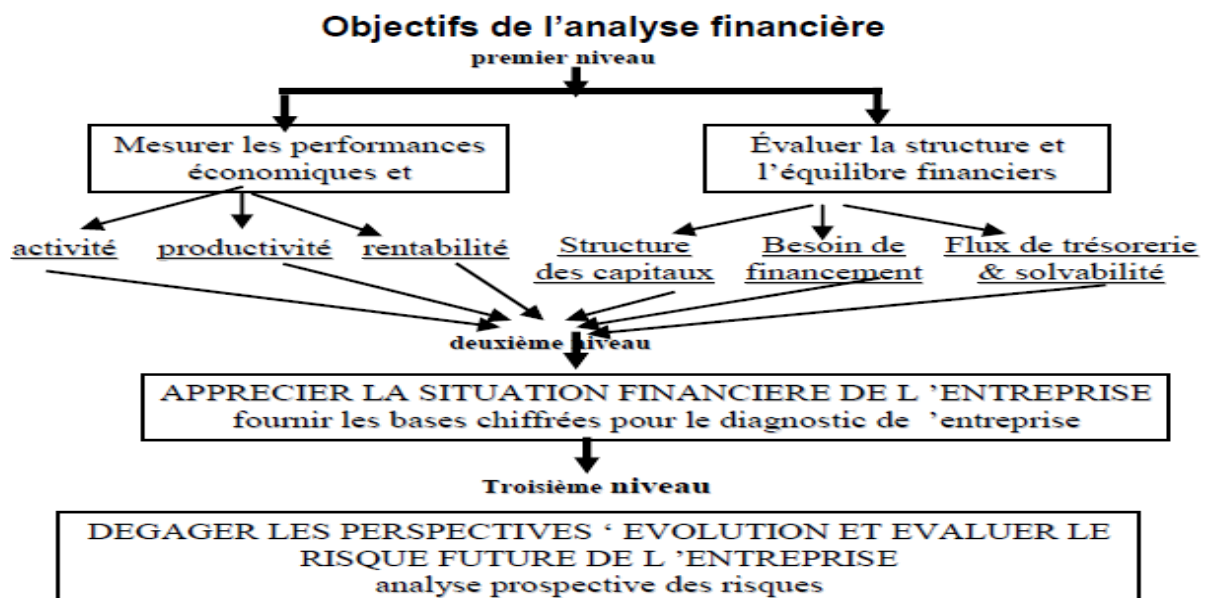 Objectifs de l'analyse financière
premier niveau
Mesurer les performances
économiques et
Évaluer la structure et
l'équilibre financiers
activité
productivité
rentabilité
Structure
des capitaux
Besoin de
financement
Flux de trésorerie
& solvabilité
deuxième niveau
APPRECIER LA SITUATION FINANCIERE DE L 'ENTREPRISE
fournir les bases chiffrées pour le diagnostic de 'entreprise
Troisième niveau
DEGAGER LES PERSPECTIVES ‘ EVOLUTION ET EVALUER LE
RISQUE FUTURE DE L 'ENTREPRISE
analyse prospective des risques